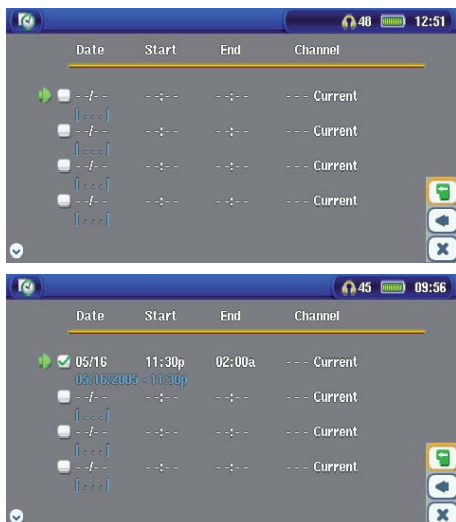 48 12:51
Date Start End Channel
--/-- --:-- --:-- --- Current
[---]
--/-- --:-- --:-- --- Current
[---]
--/-- --:-- --:-- --- Current
[---]
--/-- --:-- --:-- --- Current
[---]
45 09:56
Date Start End Channel
05/16 11:30p 02:00a --- Current
05/16/2005 - 11:30p
--/-- --:-- --:-- --- Current
[---]
--/-- --:-- --:-- --- Current
[---]
--/-- --:-- --:-- --- Current
[---]